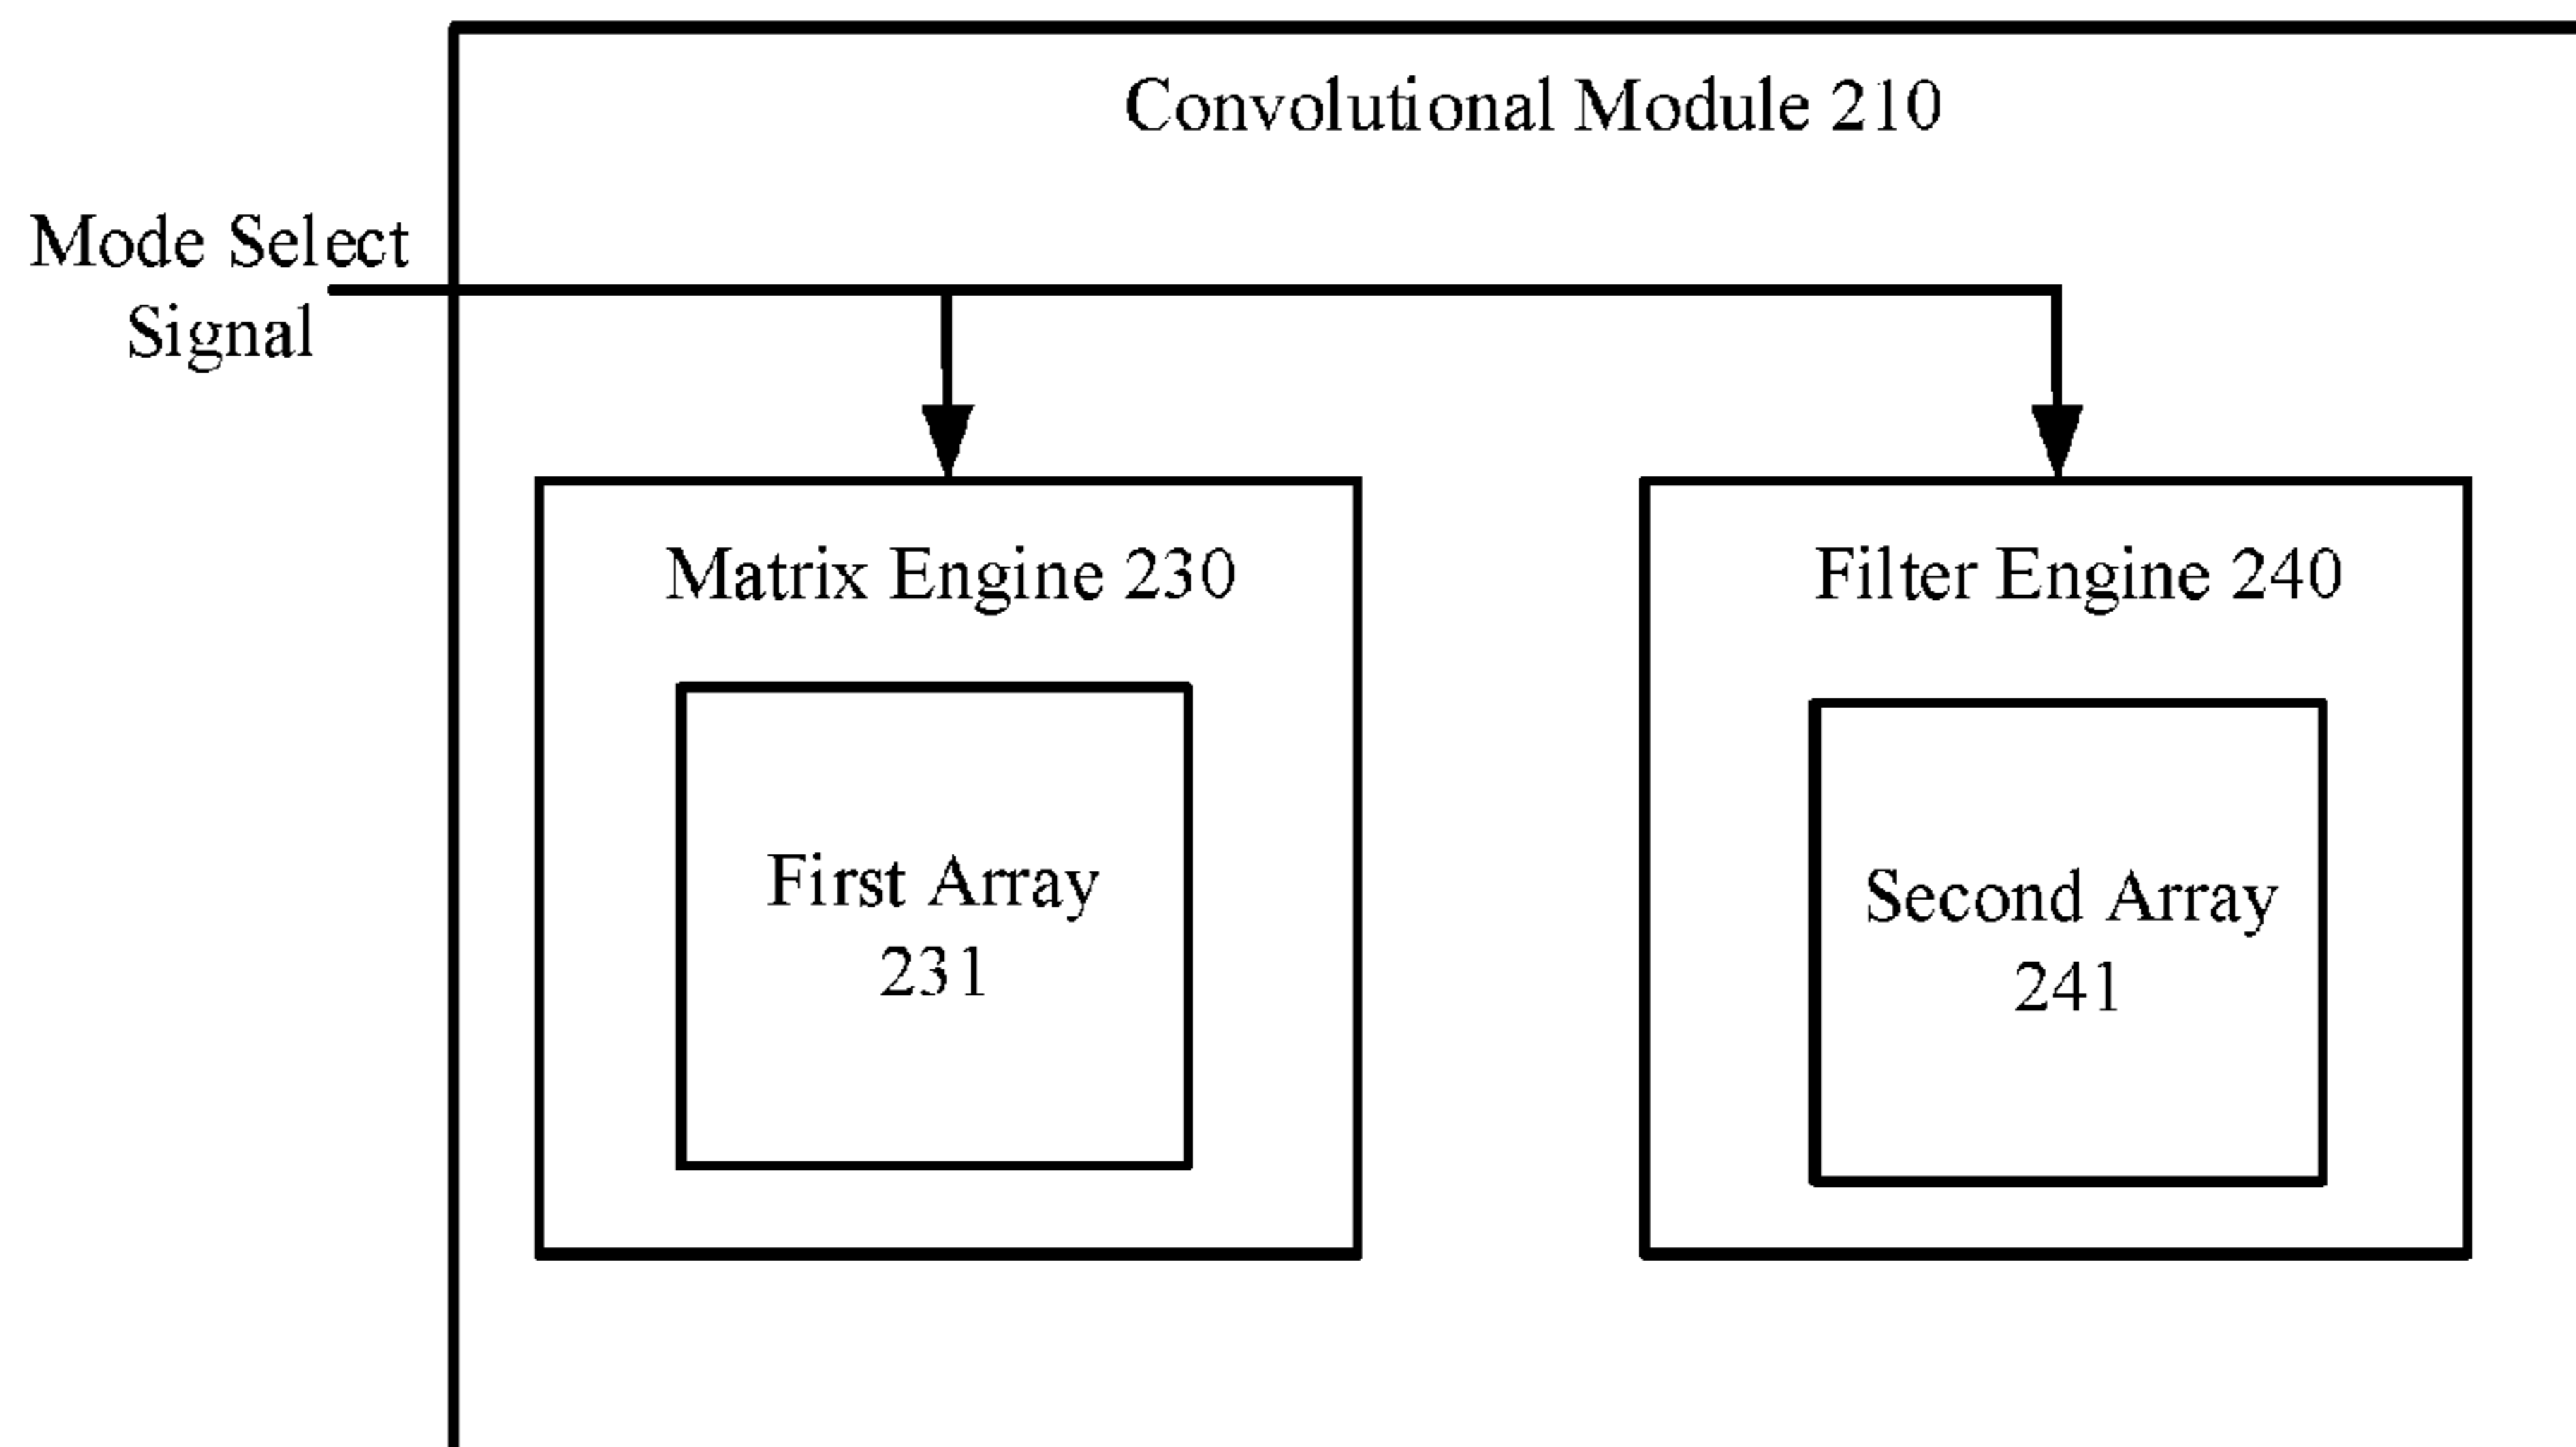 Convolutional Module 210
Mode Select
Signal
Matrix Engine 230
Filter Engine 240
First Array
231
Second Array
241